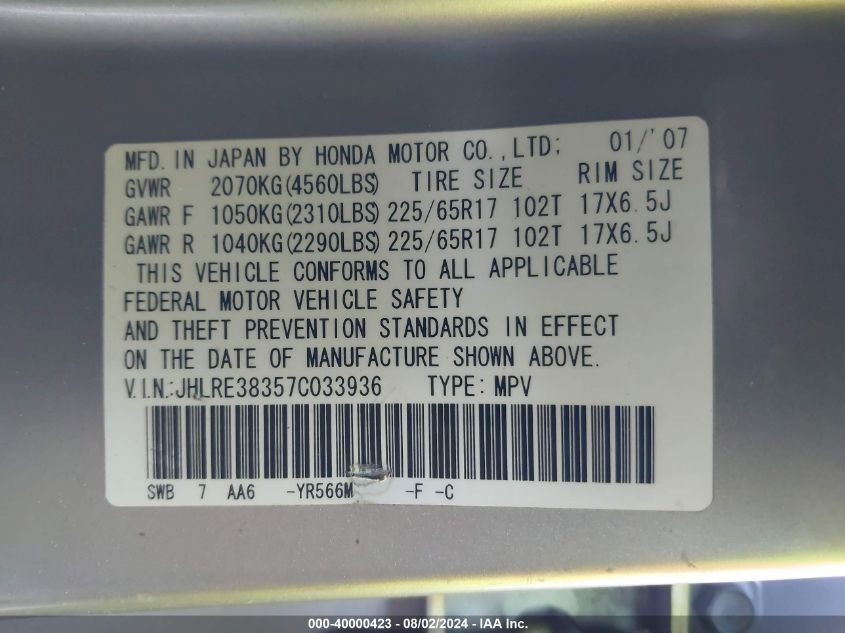 MFD. IN JAPAN BY HONDA MOTOR CO., LTD; 01/'07
GVWR 2070KG(4560LBS) TIRE SIZE RIM SIZE
GAWR F 1050KG(2310LBS) 225/65R17 102T 17X6.5J
GAWR R 1040KG(2290LBS) 225/65R17 102T 17X6.5J
THIS VEHICLE CONFORMS TO ALL APPLICABLE
FEDERAL MOTOR VEHICLE SAFETY
AND THEFT PREVENTION STANDARDS IN EFFECT
ON THE DATE OF MANUFACTURE SHOWN ABOVE.
V.I.N.:JHLRE38357C033936 TYPE: MPV
SWB 7 AA6 -YR566M -F -C
000-40000423 - 08/02/2024 - IAA Inc.